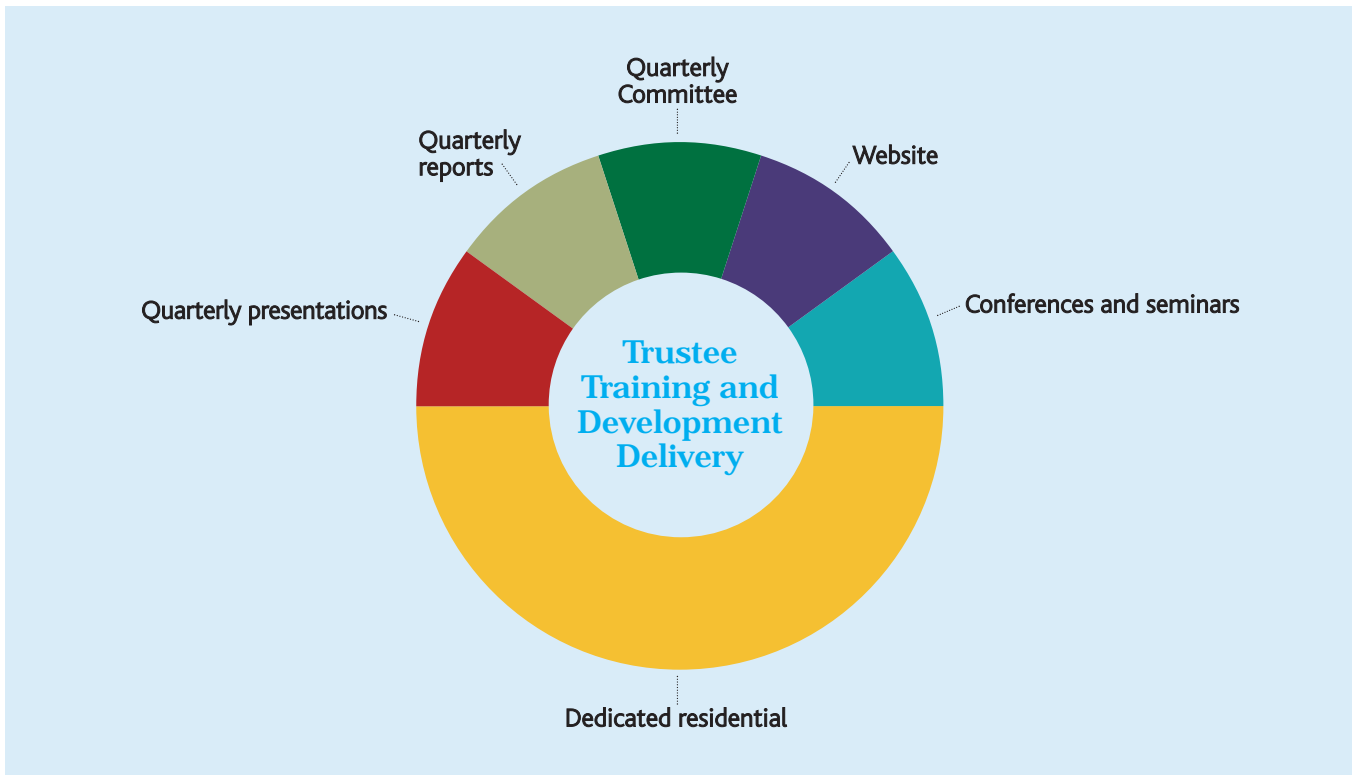 Quarterly
Committee
Quarterly
reports
Website
Quarterly presentations
Conferences and seminars
Trustee
Training and
Development
Delivery
Dedicated residential